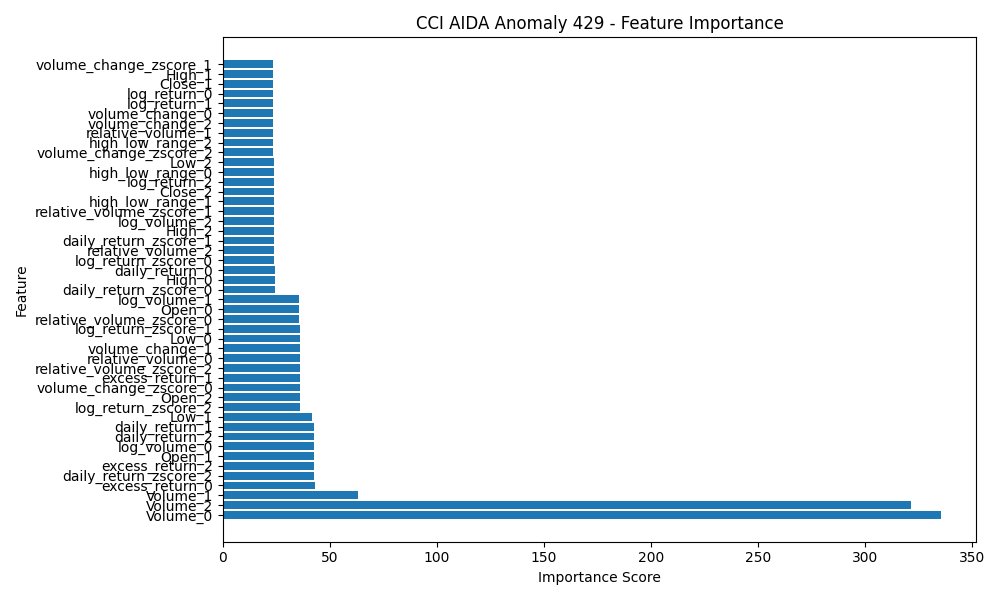 CCI AIDA Anomaly 429 - Feature Importance
volume_change_zscore_1
High_1
Close_1
log_return_0
log_return_1
volume_change_0
volume_change_2
relative_volume_1
high_low_range_2
volume_change_zscore_2
Low_2
high_low_range_0
log_return_2
Close_2
high_low_range_1
relative_volume_zscore_1
log_volume_2
High_2
daily_return_zscore_1
relative_volume_2
log_return_zscore_0
daily_return_0
High_0
daily_return_zscore_0
log_volume_1
Open_0
relative_volume_zscore_0
log_return_zscore_1
Low_0
volume_change_1
relative_volume_0
relative_volume_zscore_2
excess_return_1
volume_change_zscore_0
Open_2
log_return_zscore_2
Low_1
daily_return_1
daily_return_2
log_volume_0
Open_1
excess_return_2
daily_return_zscore_2
excess_return_0
Volume_1
Volume_2
Volume_0
Feature
0 50 100 150 200 250 300 350
Importance Score